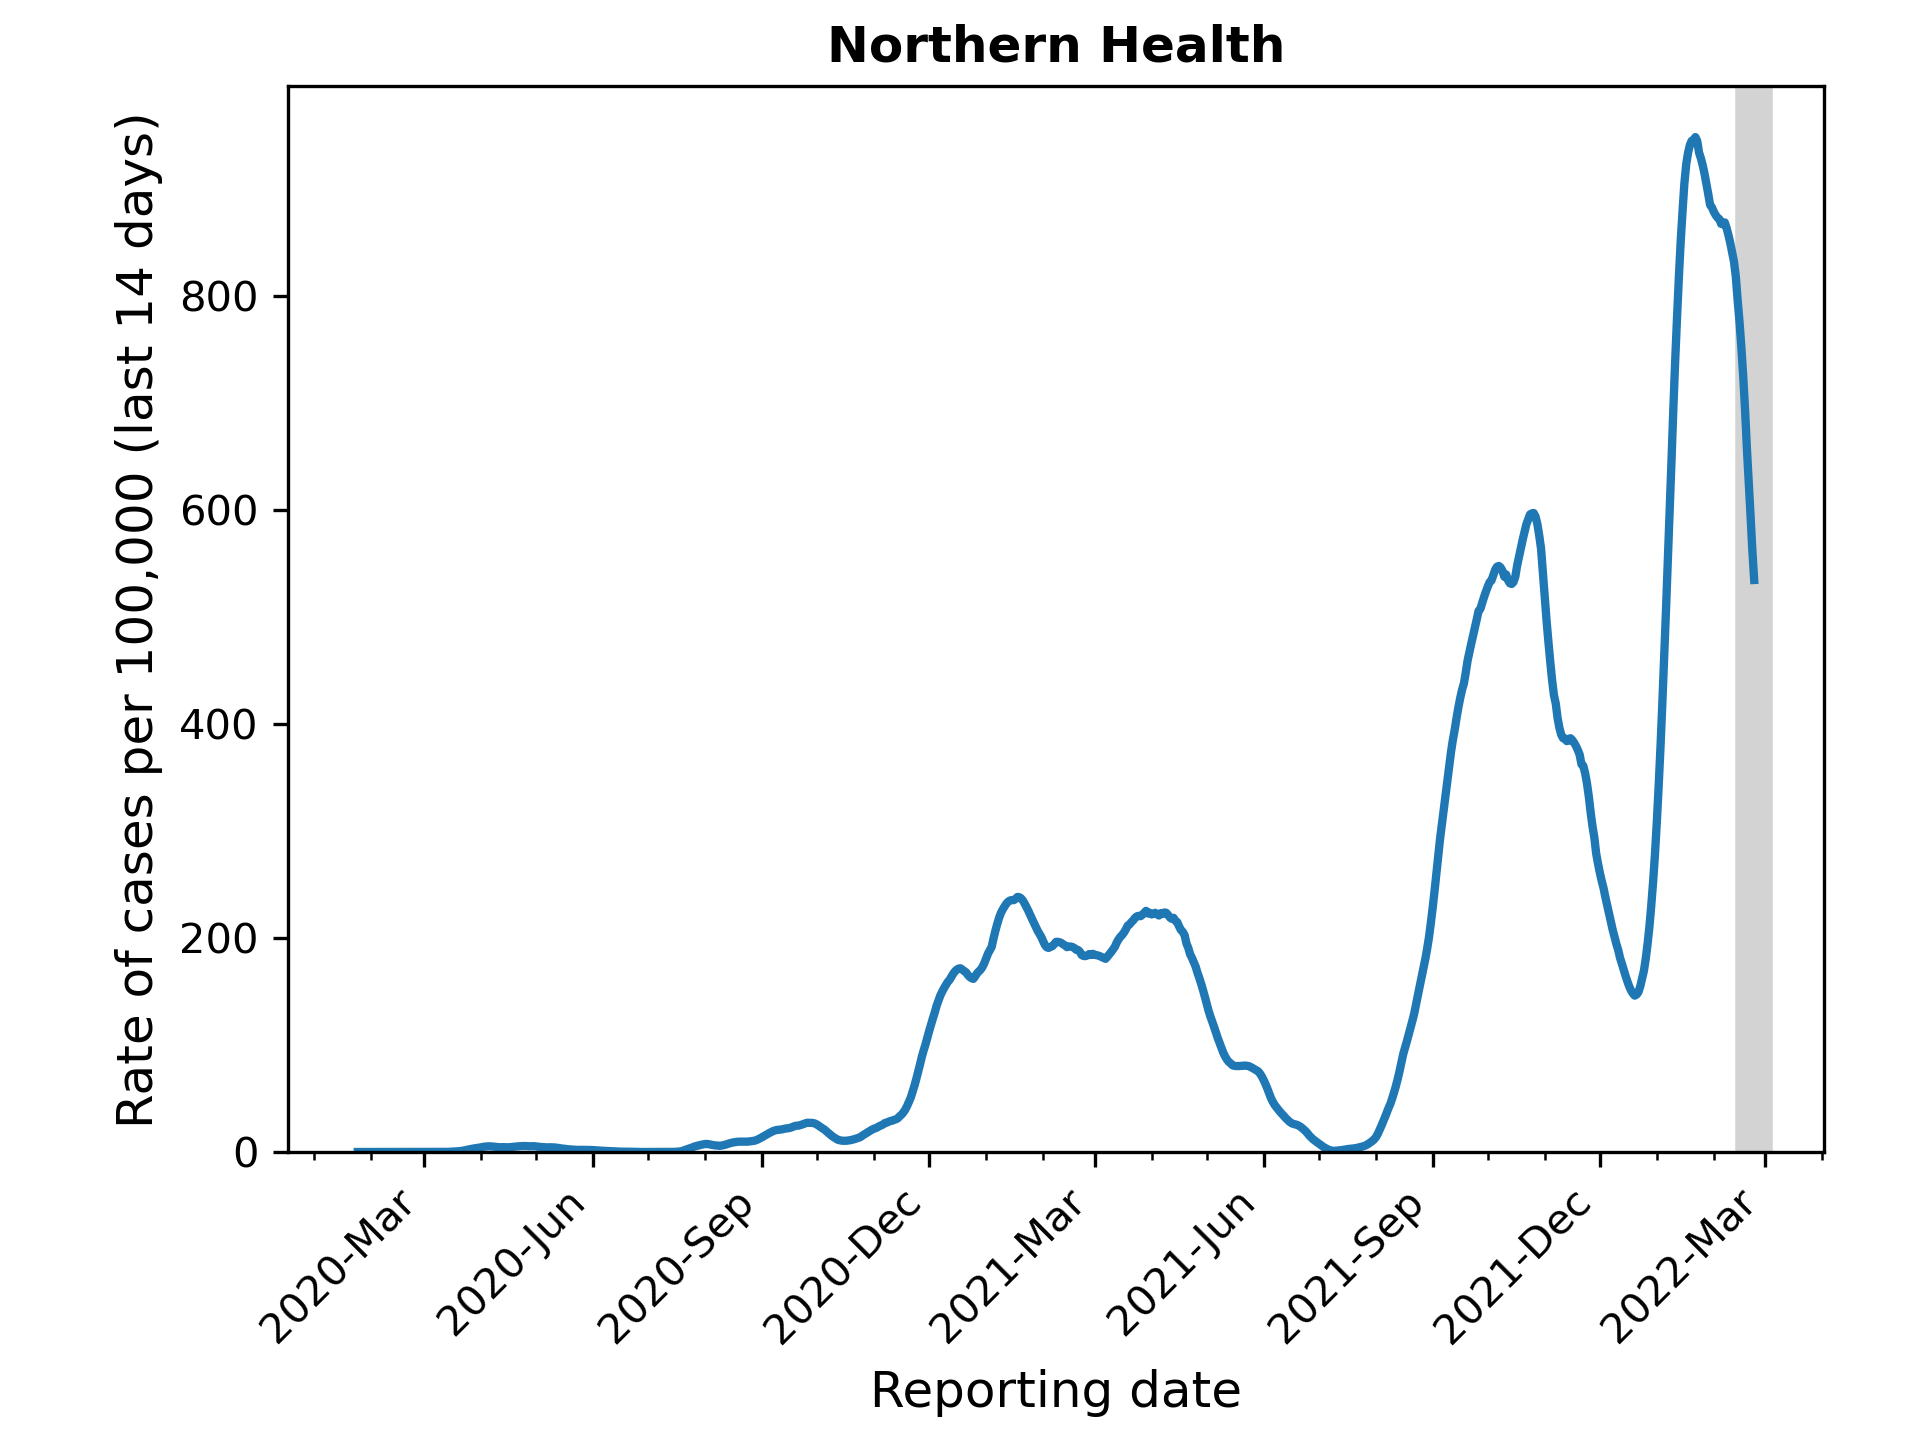 Northern Health
Rate of cases per 100,000 (last 14 days)
800
600
400
200
0
2020-Mar
2020-Jun
2020-Sep
2020-Dec
2021-Mar
2021-Jun
2021-Sep
2021-Dec
2022-Mar
Reporting date